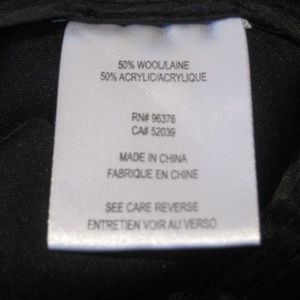 50% WOOL/LAINE
50% ACRYLIC/ACRYLIQUE
RN# 96376
CA# 52039
MADE IN CHINA
FABRIQUE EN CHINE
SEE CARE REVERSE
ENTRETIEN VOIR AU VERSO